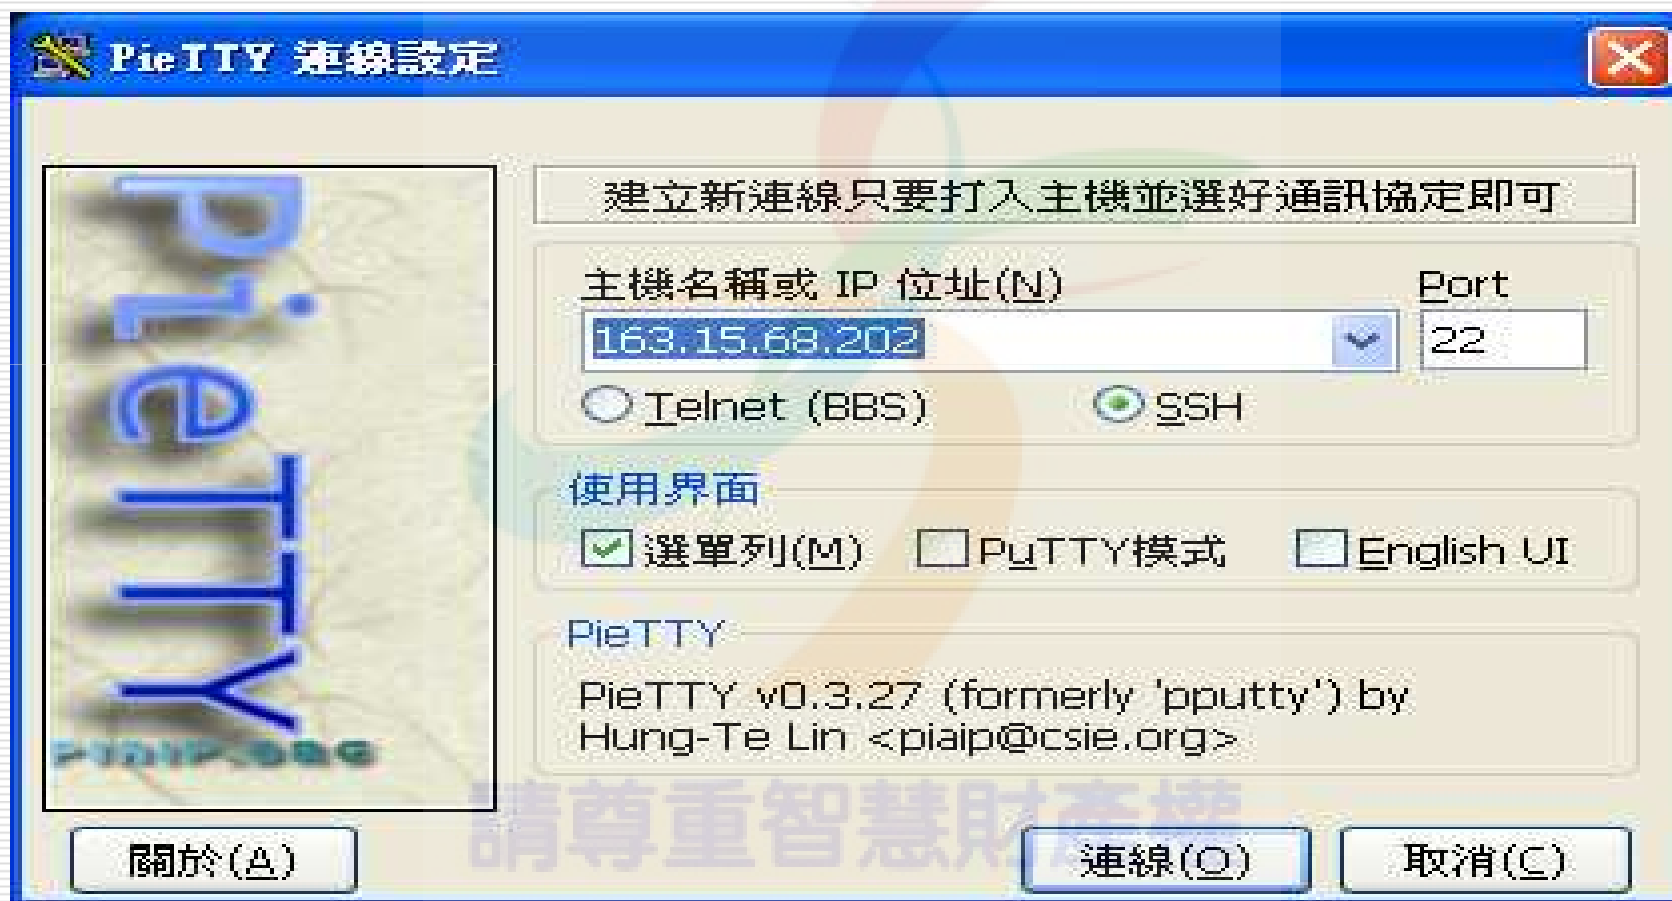 PieTTY 連線設定
PieTTY
PIAIP.ORG
建立新連線只要打入主機並選好通訊協定即可
主機名稱或 IP 位址(N)
Port
163.15.68.202
22
Telnet (BBS)
SSH
使用界面
選單列(M)
PuTTY模式
English UI
PieTTY
PieTTY v0.3.27 (formerly 'pputty') by
Hung-Te Lin <piaip@csie.org>
請尊重智慧財產權
關於(A)
連線(O)
取消(C)